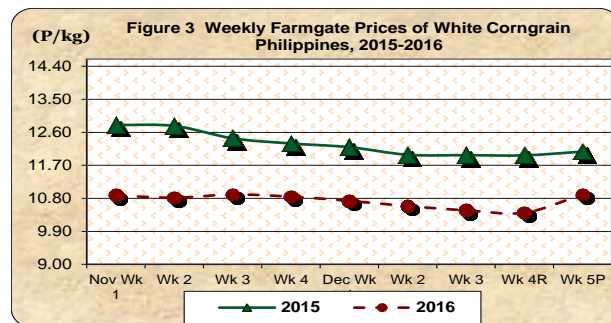 (P/kg)
Figure 3 Weekly Farmgate Prices of White Corngrain
Philippines, 2015-2016
14.40
13.50
12.60
11.70
10.80
9.90
9.00
Nov Wk Wk 2 Wk 3 Wk 4 Dec Wk Wk 2 Wk 3 Wk 4R Wk 5P
1
2015 2016